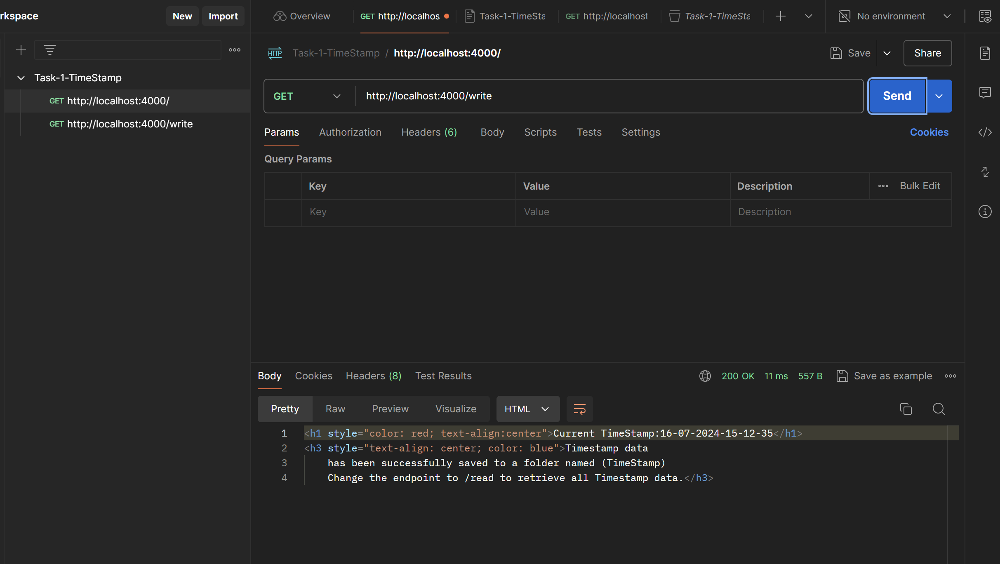 rkspace
New
Import
Overview
GET http://localhos
Task-1-TimeSta
GET http://localhost
Task-1-TimeSta
No environment
Task-1-TimeStamp
GET http://localhost:4000/
GET http://localhost:4000/write
HTTP
Task-1-TimeStamp / http://localhost:4000/
Save
Share
GET
http://localhost:4000/write
Send
Params
Authorization
Headers (6)
Body
Scripts
Tests
Settings
Cookies
Query Params
Key
Value
Description
Bulk Edit
Key
Value
Description
Body
Cookies
Headers (8)
Test Results
200 OK
11 ms
557 B
Save as example
Pretty
Raw
Preview
Visualize
HTML
1 <h1 style="color: red; text-align:center">Current TimeStamp:16-07-2024-15-12-35</h1>
2 <h3 style="text-align: center; color: blue">Timestamp data
3 has been successfully saved to a folder named (TimeStamp)
4 Change the endpoint to /read to retrieve all Timestamp data.</h3>